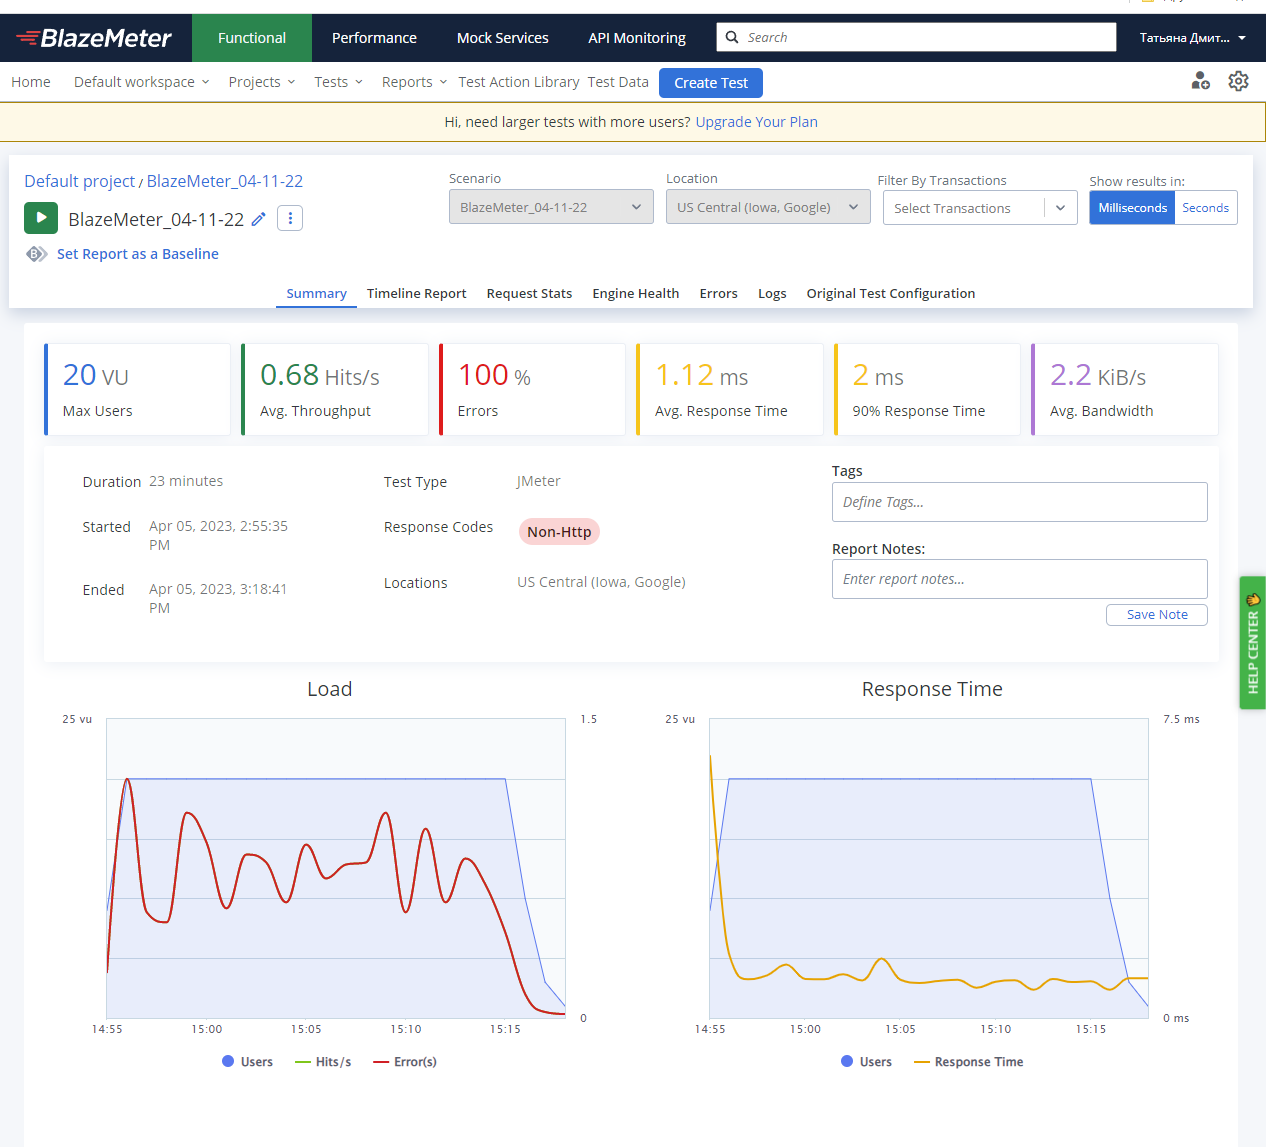 BlazeMeter
Functional
Performance
Mock Services
API Monitoring
Search
Татьяна Дмит...
Home
Default workspace
Projects
Tests
Reports
Test Action Library
Test Data
Create Test
Hi, need larger tests with more users? Upgrade Your Plan
Default project / BlazeMeter_04-11-22
BlazeMeter_04-11-22
Set Report as a Baseline
Scenario
BlazeMeter_04-11-22
Location
US Central (Iowa, Google)
Filter By Transactions
Select Transactions
Show results in:
Milliseconds
Seconds
Summary
Timeline Report
Request Stats
Engine Health
Errors
Logs
Original Test Configuration
20 VU
Max Users
0.68 Hits/s
Avg. Throughput
100 %
Errors
1.12 ms
Avg. Response Time
2 ms
90% Response Time
2.2 KiB/s
Avg. Bandwidth
Duration 23 minutes
Started Apr 05, 2023, 2:55:35
PM
Ended Apr 05, 2023, 3:18:41
PM
Test Type JMeter
Response Codes Non-Http
Locations US Central (Iowa, Google)
Tags
Define Tags...
Report Notes:
Enter report notes...
Save Note
HELP CENTER
Load
25 vu
1.5
0
14:55 15:00 15:05 15:10 15:15
Users Hits/s Error(s)
Response Time
25 vu
7.5 ms
0 ms
14:55 15:00 15:05 15:10 15:15
Users Response Time